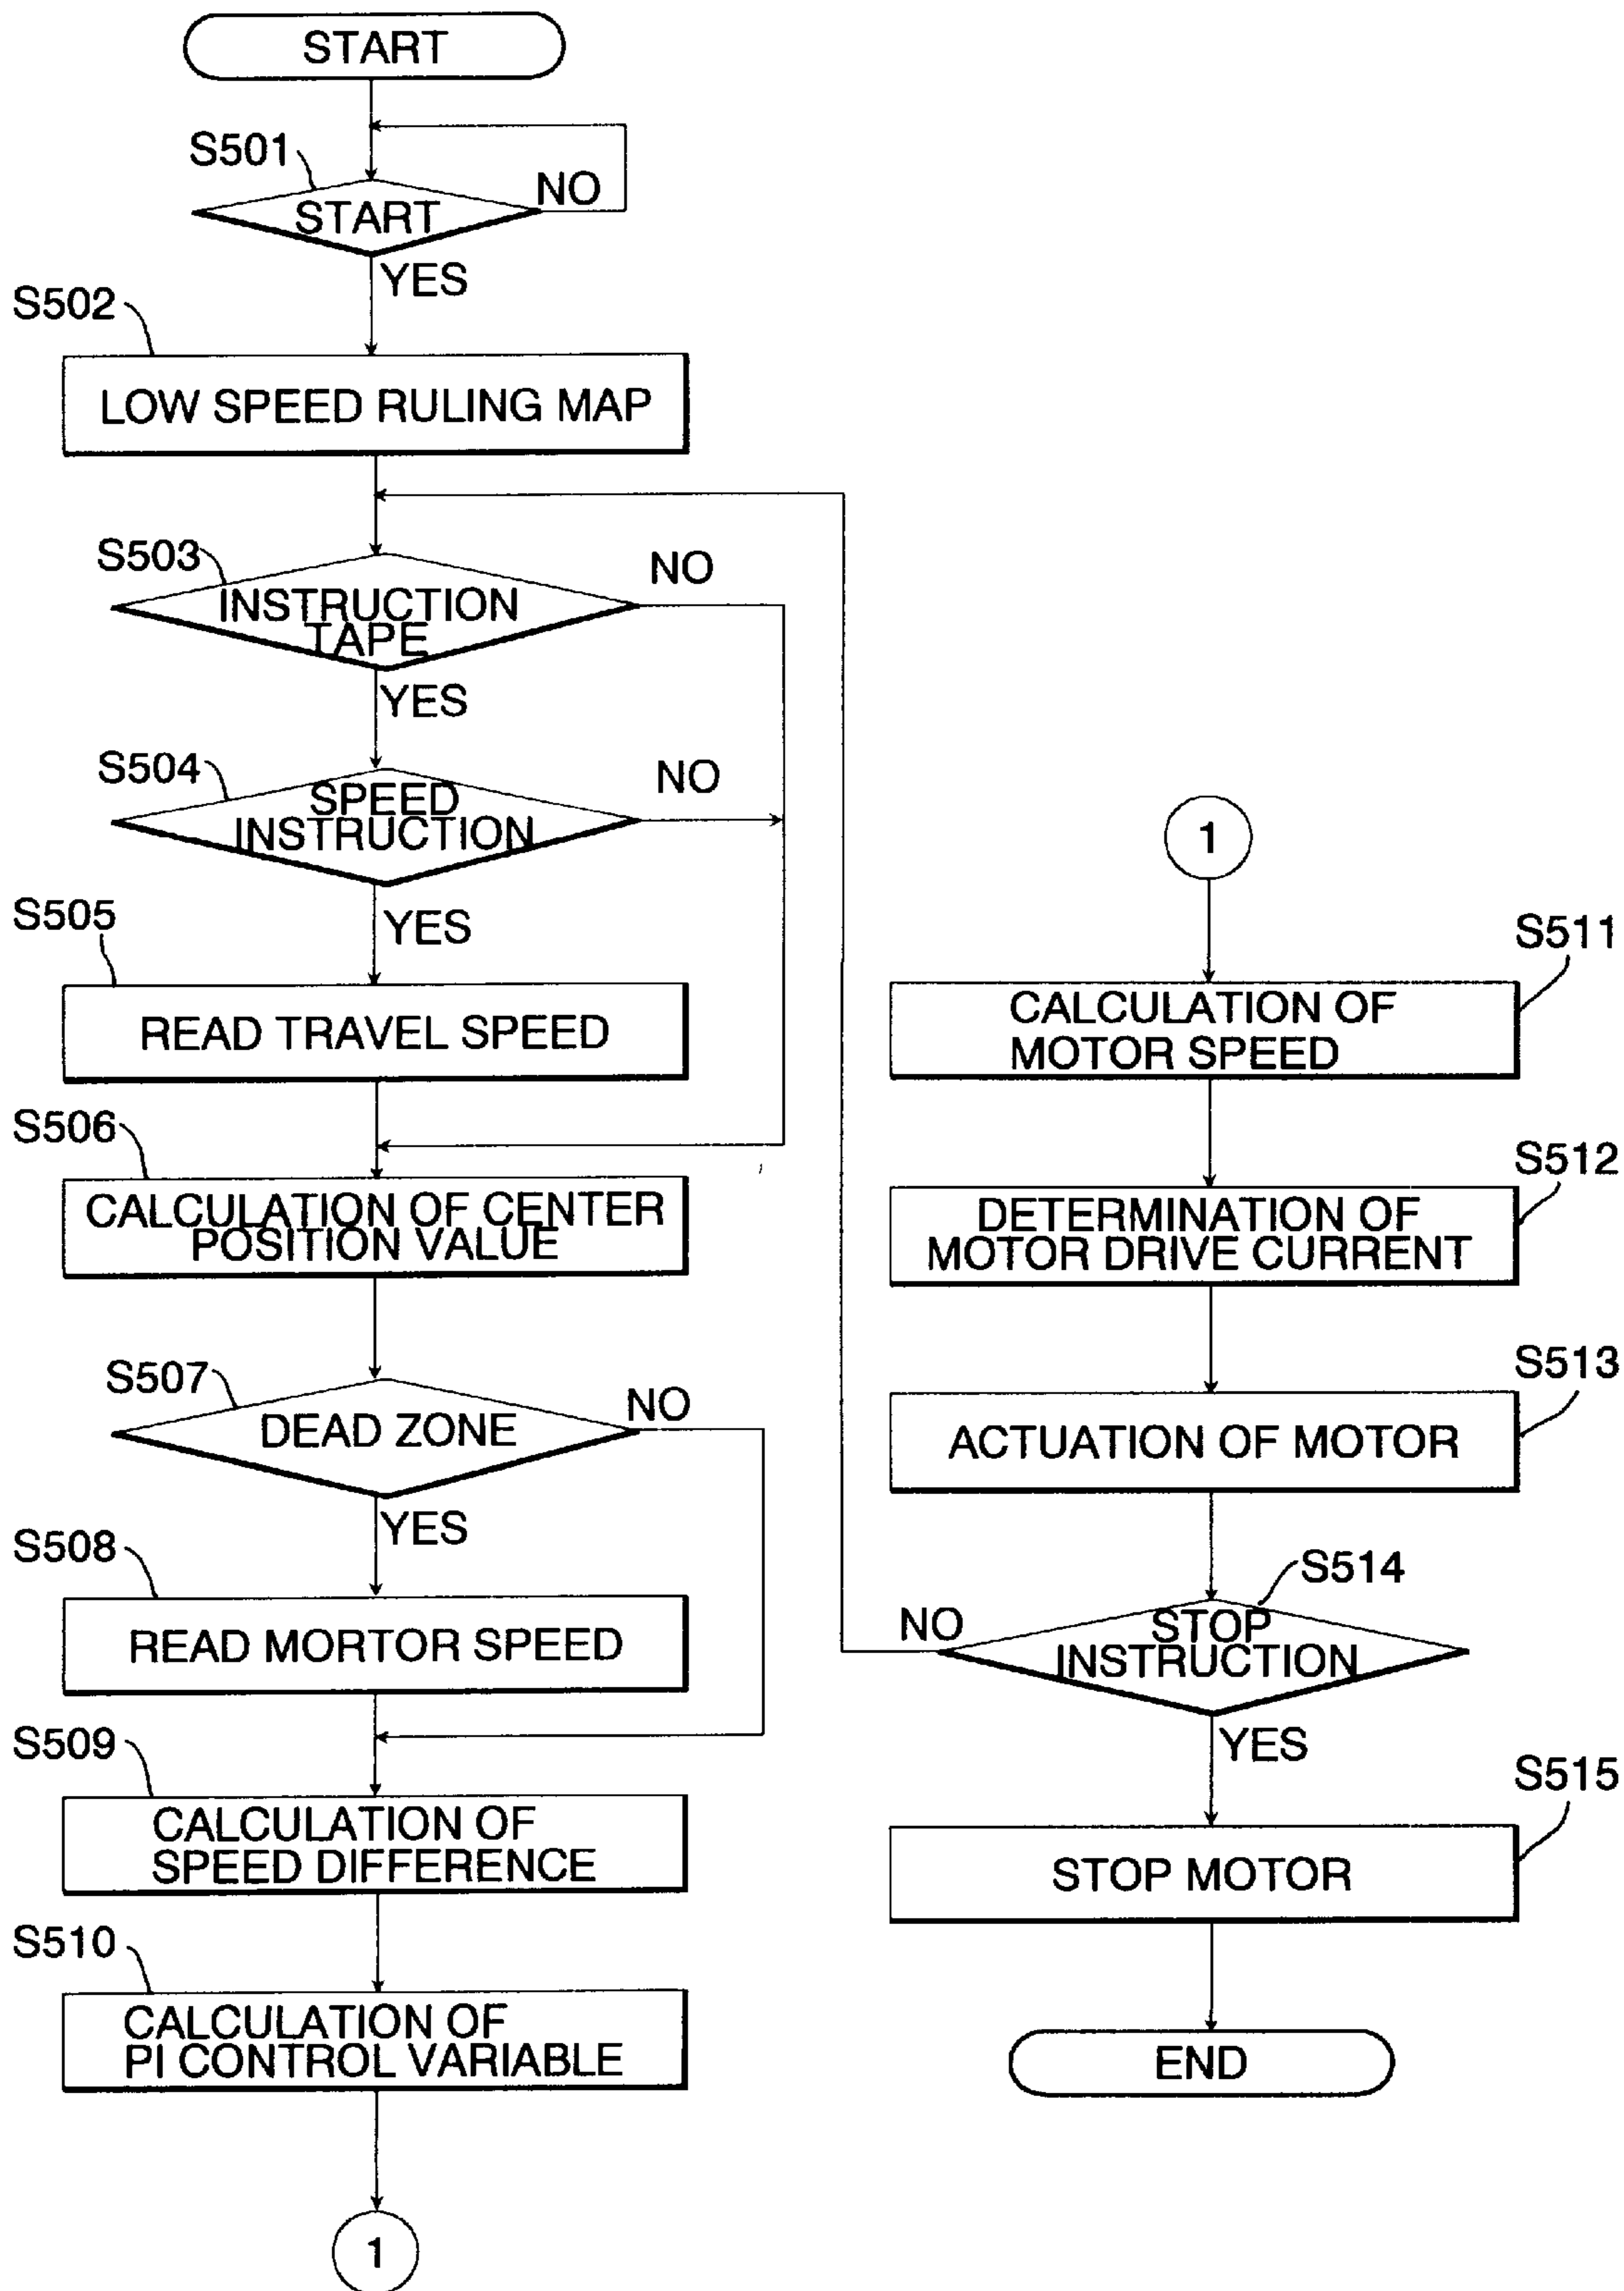 START
S501
NO
START
YES
S502
LOW SPEED RULING MAP
S503
NO
INSTRUCTION
TAPE
YES
S504
NO
SPEED
INSTRUCTION
YES
S505
READ TRAVEL SPEED
S506
CALCULATION OF CENTER
POSITION VALUE
S507
NO
DEAD ZONE
YES
S508
READ MORTOR SPEED
S509
CALCULATION OF
SPEED DIFFERENCE
S510
CALCULATION OF
PI CONTROL VARIABLE
1
1
S511
CALCULATION OF
MOTOR SPEED
S512
DETERMINATION OF
MOTOR DRIVE CURRENT
S513
ACTUATION OF MOTOR
S514
NO
STOP
INSTRUCTION
YES
S515
STOP MOTOR
END